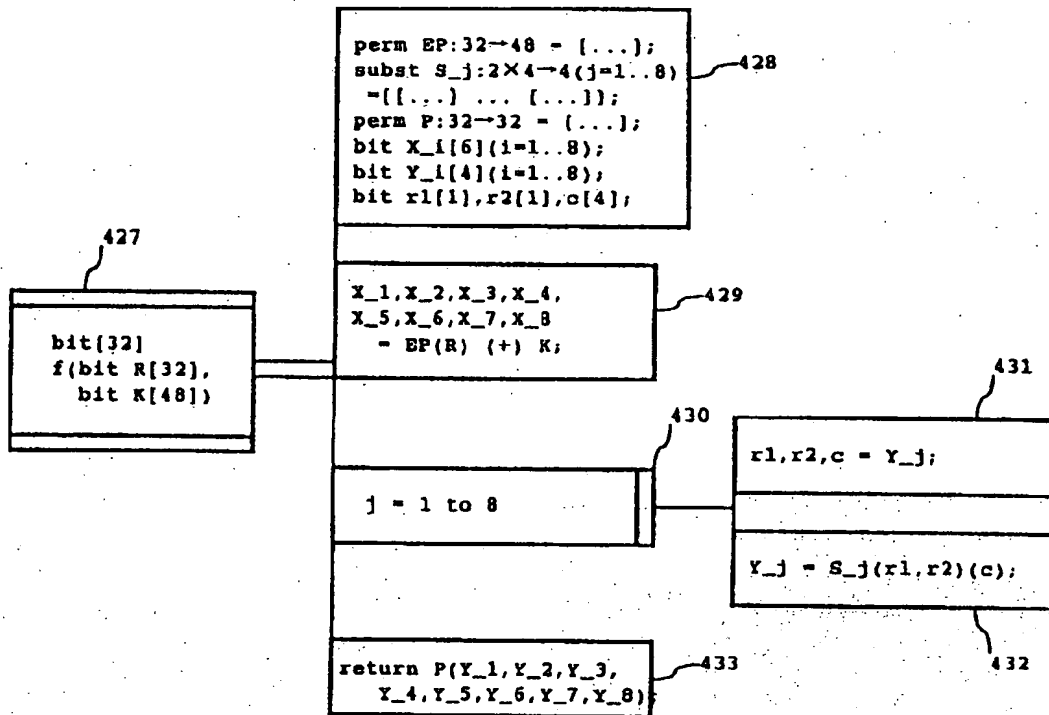 perm EP:32→48 = [...];
subst S_j:2×4→4(j=1..8)
=[[...] ... [...]];
perm P:32→32 = [...];
bit X_i[6](i=1..8);
bit Y_i[4](i=1..8);
bit r1[1],r2[1],c[4];
428
427
bit[32]
f(bit R[32],
bit K[48])
X_1,X_2,X_3,X_4,
X_5,X_6,X_7,X_8
= EP(R) (+) K;
429
430
j = 1 to 8
431
r1,r2,c = Y_j;
Y_j = S_j(r1,r2)(c);
432
return P(Y_1,Y_2,Y_3,
Y_4,Y_5,Y_6,Y_7,Y_8);
433